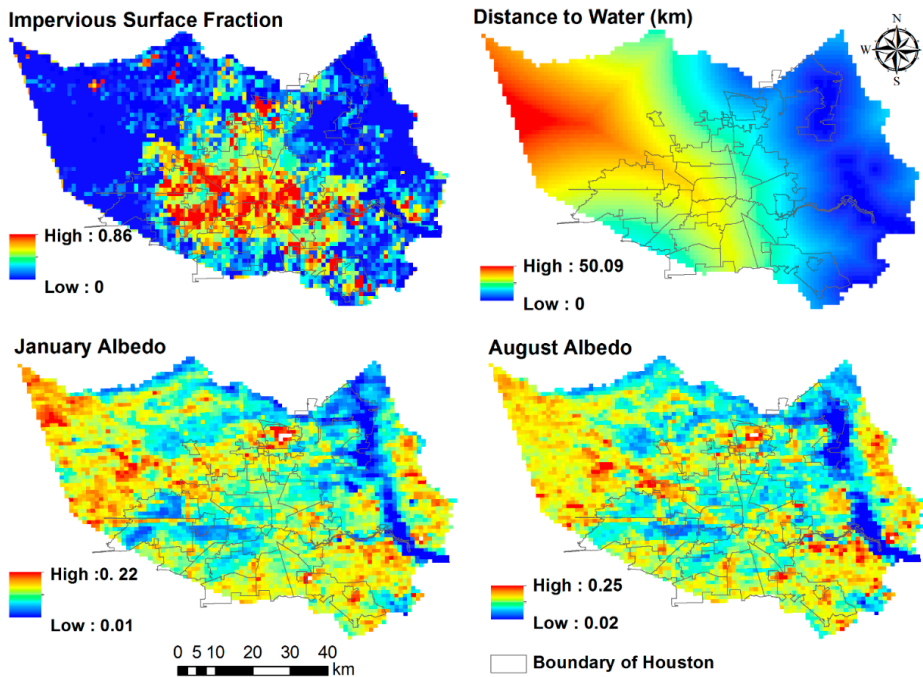 Impervious Surface Fraction
High : 0.86
Low : 0
Distance to Water (km)
N
W
E
S
High : 50.09
Low : 0
January Albedo
High :0. 22
Low : 0.01
0 5 10 20 30 40
km
August Albedo
High : 0.25
Low : 0.02
Boundary of Houston